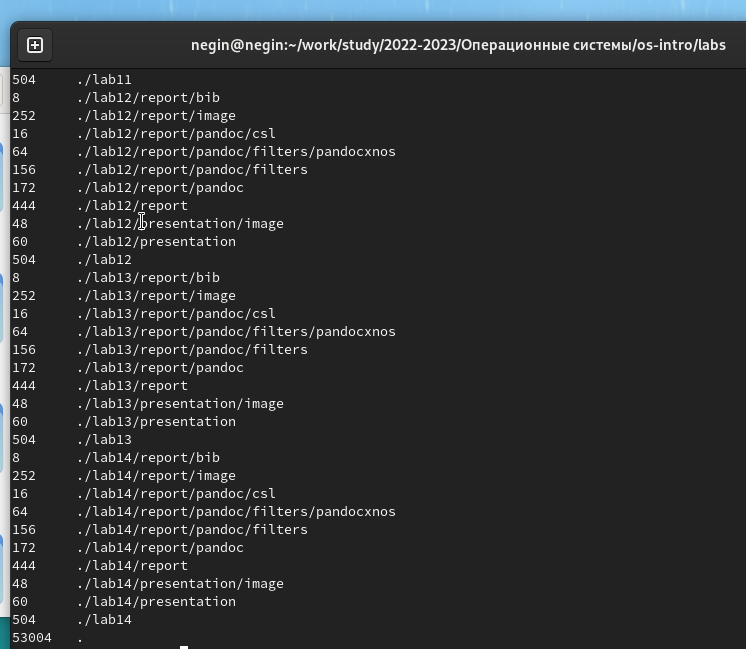 negin@negin:~/work/study/2022-2023/Операционные системы/os-intro/labs
504 ./lab11
8 ./lab12/report/bib
252 ./lab12/report/image
16 ./lab12/report/pandoc/csl
64 ./lab12/report/pandoc/filters/pandocxnos
156 ./lab12/report/pandoc/filters
172 ./lab12/report/pandoc
444 ./lab12/report
48 ./lab12/presentation/image
60 ./lab12/presentation
504 ./lab12
8 ./lab13/report/bib
252 ./lab13/report/image
16 ./lab13/report/pandoc/csl
64 ./lab13/report/pandoc/filters/pandocxnos
156 ./lab13/report/pandoc/filters
172 ./lab13/report/pandoc
444 ./lab13/report
48 ./lab13/presentation/image
60 ./lab13/presentation
504 ./lab13
8 ./lab14/report/bib
252 ./lab14/report/image
16 ./lab14/report/pandoc/csl
64 ./lab14/report/pandoc/filters/pandocxnos
156 ./lab14/report/pandoc/filters
172 ./lab14/report/pandoc
444 ./lab14/report
48 ./lab14/presentation/image
60 ./lab14/presentation
504 ./lab14
53004 .